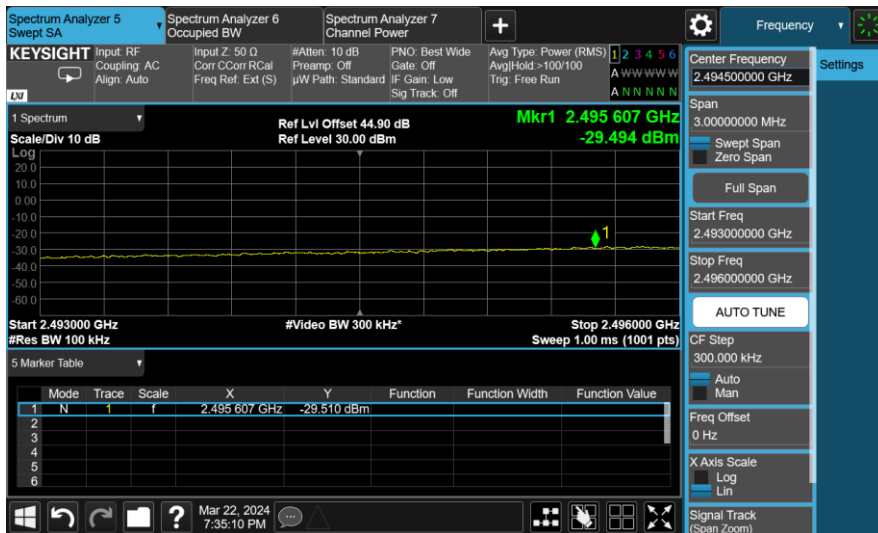 Spectrum Analyzer 5
Swept SA
Spectrum Analyzer 6
Occupied BW
Spectrum Analyzer 7
Channel Power
Frequency
KEYSIGHT
LXI
Input: RF
Coupling: AC
Align: Auto
Input Z: 50 Ω
Corr CCorr RCal
Freq Ref: Ext (S)
#Atten: 10 dB
Preamp: Off
µW Path: Standard
PNO: Best Wide
Gate: Off
IF Gain: Low
Sig Track: Off
Avg Type: Power (RMS)
Avg|Hold:>100/100
Trig: Free Run
1 2 3 4 5 6
A W W W W W
A N N N N N
1 Spectrum
Scale/Div 10 dB
Ref Lvl Offset 44.90 dB
Ref Level 30.00 dBm
Mkr1 2.495 607 GHz
-29.494 dBm
Log
20.0
10.0
0.00
-10.0
-20.0
-30.0
-40.0
-50.0
-60.0
1
Start 2.493000 GHz
#Res BW 100 kHz
#Video BW 300 kHz*
Stop 2.496000 GHz
Sweep 1.00 ms (1001 pts)
5 Marker Table
Mode Trace Scale X Y Function Function Width Function Value
1 N 1 f 2.495 607 GHz -29.510 dBm
2
3
4
5
6
?
Mar 22, 2024
7:35:10 PM
Center Frequency
2.494500000 GHz
Span
3.00000000 MHz
Swept Span
Zero Span
Full Span
Start Freq
2.493000000 GHz
Stop Freq
2.496000000 GHz
AUTO TUNE
CF Step
300.000 kHz
Auto
Man
Freq Offset
0 Hz
X Axis Scale
Log
Lin
Signal Track
(Span Zoom)
Settings